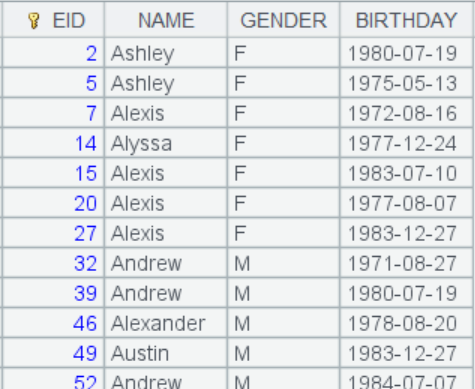 EID NAME GENDER BIRTHDAY
2 Ashley F 1980-07-19
5 Ashley F 1975-05-13
7 Alexis F 1972-08-16
14 Alyssa F 1977-12-24
15 Alexis F 1983-07-10
20 Alexis F 1977-08-07
27 Alexis F 1983-12-27
32 Andrew M 1971-08-27
39 Andrew M 1980-07-19
46 Alexander M 1978-08-20
49 Austin M 1983-12-27
52 Andrew M 1984-07-07